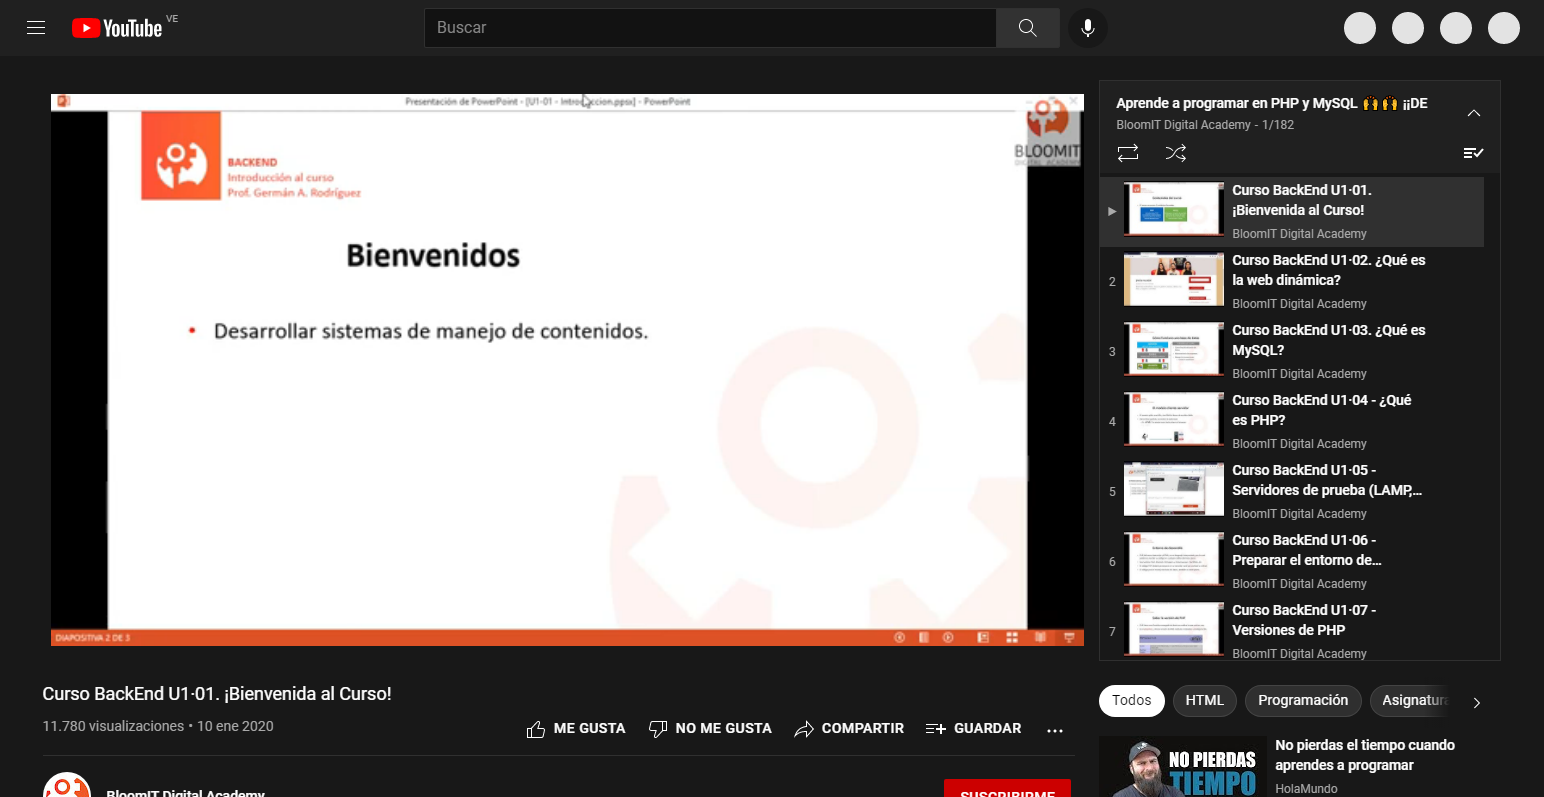 YouTube VE
Buscar
Presentación de PowerPoint - [U1-01 - Introduccion.ppsx] - PowerPoint
BACKEND
Introducción al curso
Prof. Germán A. Rodríguez
BLOOMIT
DIGITAL ACADEMY
Bienvenidos
• Desarrollar sistemas de manejo de contenidos.
DIAPOSITIVA 2 DE 3
Curso BackEnd U1·01. ¡Bienvenida al Curso!
11.780 visualizaciones • 10 ene 2020
ME GUSTA
NO ME GUSTA
COMPARTIR
GUARDAR
BloomIT Digital Academy
SUSCRIBIRME
Aprende a programar en PHP y MySQL 🙌🙌 ¡¡DE
BloomIT Digital Academy - 1/182
Curso BackEnd U1·01.
¡Bienvenida al Curso!
BloomIT Digital Academy
2
Curso BackEnd U1·02. ¿Qué es
la web dinámica?
BloomIT Digital Academy
3
Curso BackEnd U1·03. ¿Qué es
MySQL?
BloomIT Digital Academy
4
Curso BackEnd U1·04 - ¿Qué
es PHP?
BloomIT Digital Academy
5
Curso BackEnd U1·05 -
Servidores de prueba (LAMP,...
BloomIT Digital Academy
6
Curso BackEnd U1·06 -
Preparar el entorno de...
BloomIT Digital Academy
7
Curso BackEnd U1·07 -
Versiones de PHP
BloomIT Digital Academy
Todos
HTML
Programación
Asignatura
NO PIERDAS
TIEMPO
No pierdas el tiempo cuando
aprendes a programar
HolaMundo